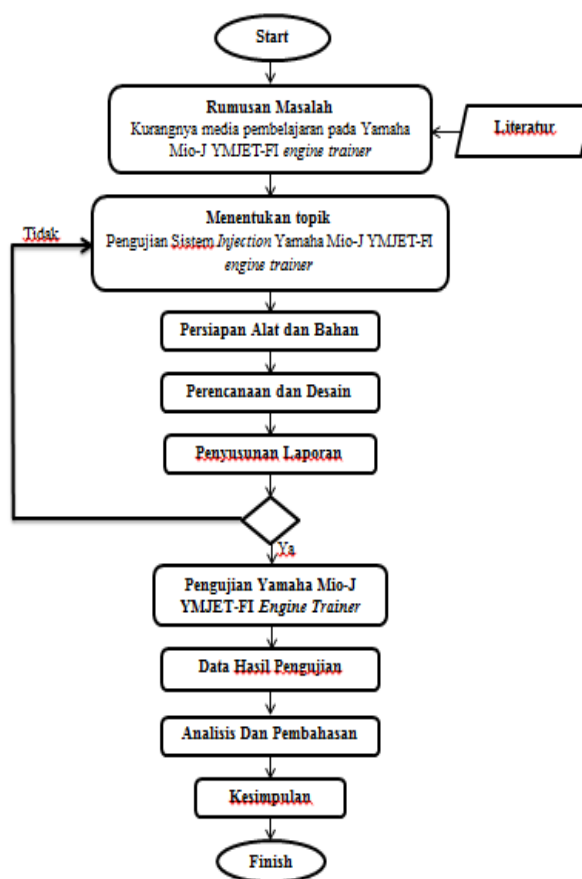 Start
Rumusan Masalah
Kurangnya media pembelajaran pada Yamaha
Mio-J YMJET-FI engine trainer
Literatur
Menentukan topik
Pengujian Sistem Injection Yamaha Mio-J YMJET-FI
engine trainer
Tidak
Persiapan Alat dan Bahan
Perencanaan dan Desain
Penyusunan Laporan
Ya
Pengujian Yamaha Mio-J
YMJET-FI Engine Trainer
Data Hasil Pengujian
Analisis Dan Pembahasan
Kesimpulan
Finish